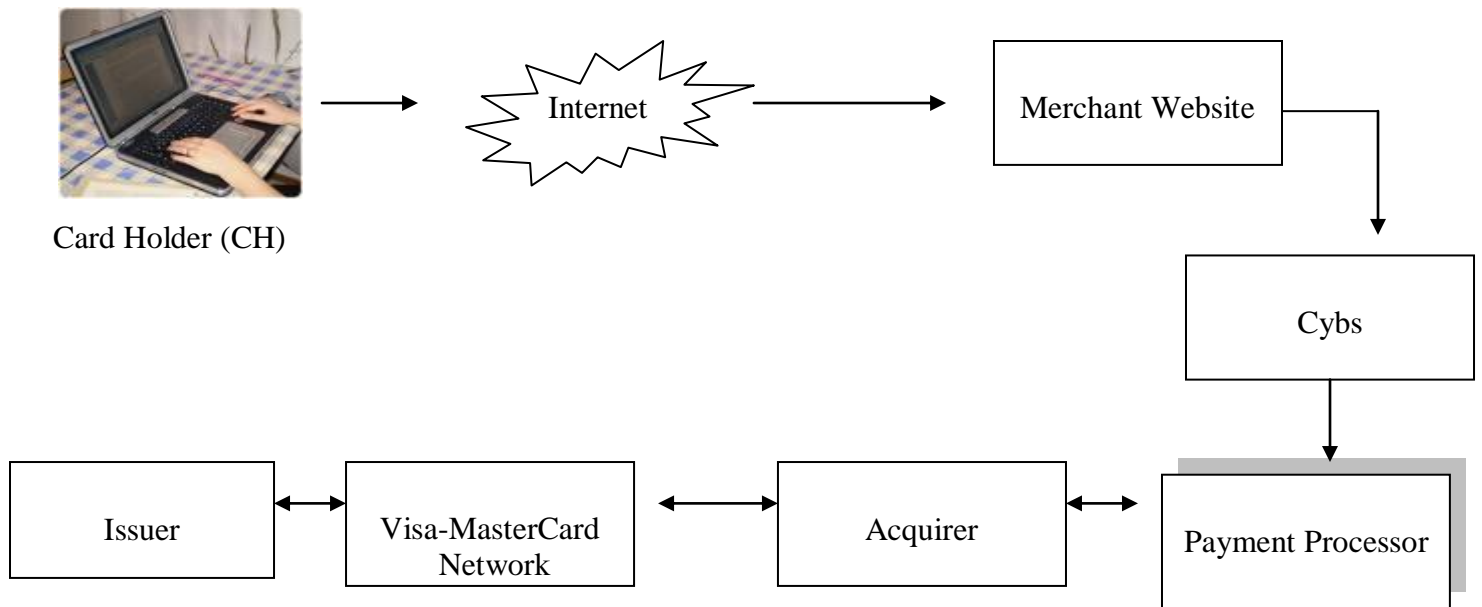 Internet
Merchant Website
Card Holder (CH)
Cybs
Issuer
Visa-MasterCard
Network
Acquirer
Payment Processor